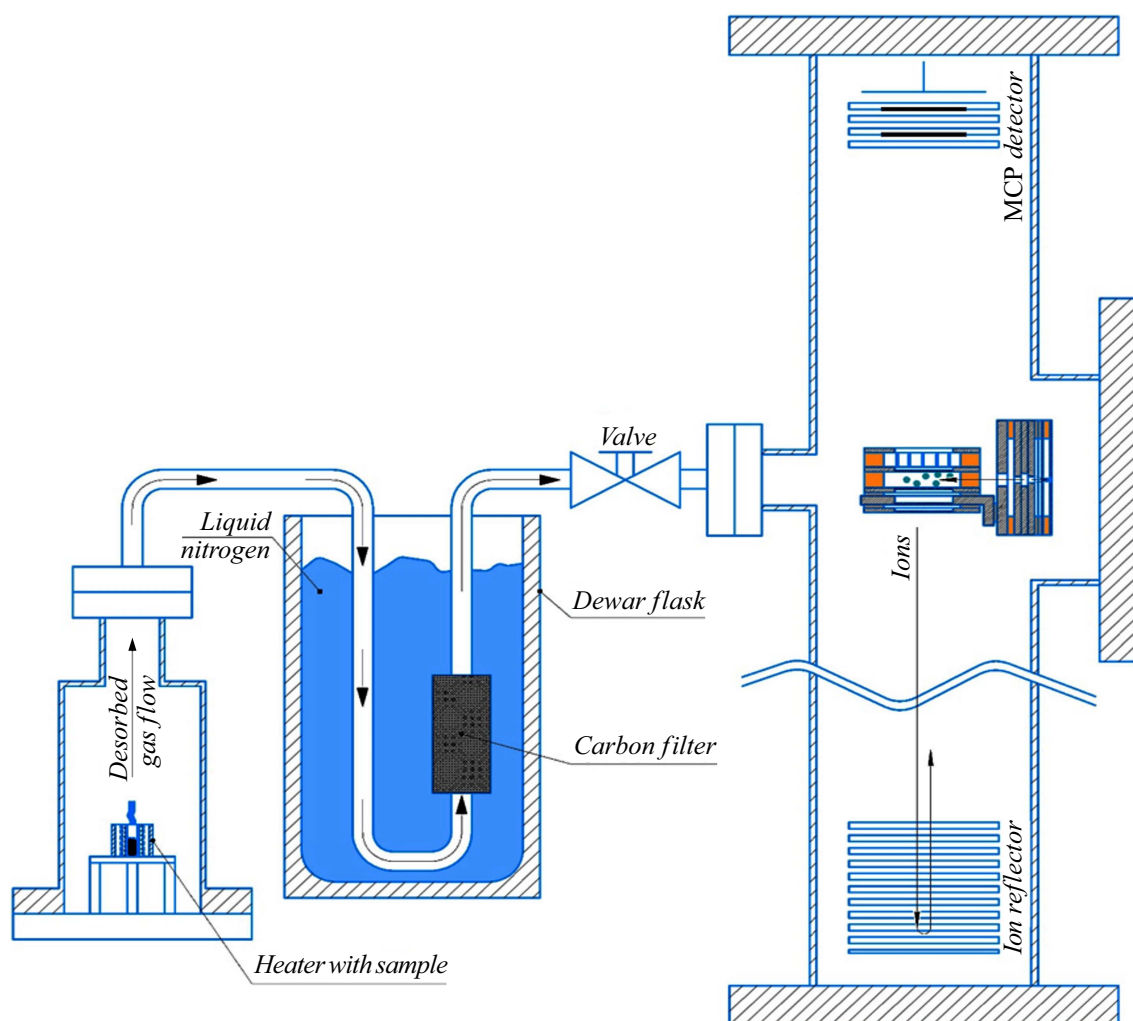 MCP detector
Valve
Liquid
nitrogen
Ions
Dewar flask
Desorbed
gas flow
Carbon filter
Ion reflector
Heater with sample